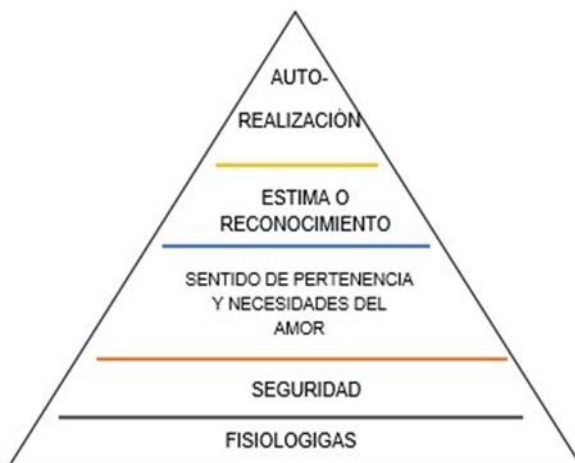 AUTO-
REALIZACIÓN
ESTIMA O
RECONOCIMIENTO
SENTIDO DE PERTENENCIA
Y NECESIDADES DEL
AMOR
SEGURIDAD
FISIOLOGIGAS